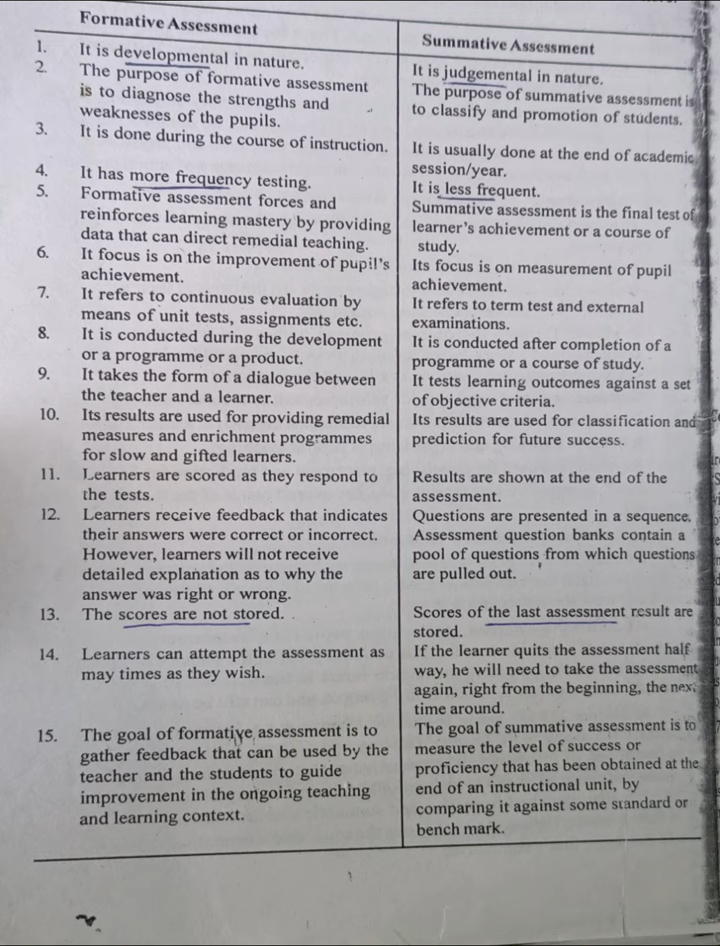 Formative Assessment
1. It is developmental in nature.
2. The purpose of formative assessment
is to diagnose the strengths and
weaknesses of the pupils.
3. It is done during the course of instruction.
4. It has more frequency testing.
5. Formative assessment forces and
reinforces learning mastery by providing
data that can direct remedial teaching.
6. It focus is on the improvement of pupil's
achievement.
7. It refers to continuous evaluation by
means of unit tests, assignments etc.
8. It is conducted during the development
or a programme or a product.
9. It takes the form of a dialogue between
the teacher and a learner.
10. Its results are used for providing remedial
measures and enrichment programmes
for slow and gifted learners.
11. Learners are scored as they respond to
the tests.
12. Learners receive feedback that indicates
their answers were correct or incorrect.
However, learners will not receive
detailed explanation as to why the
answer was right or wrong.
13. The scores are not stored.
14. Learners can attempt the assessment as
may times as they wish.
15. The goal of formative assessment is to
gather feedback that can be used by the
teacher and the students to guide
improvement in the ongoing teaching
and learning context.
Summative Assessment
It is judgemental in nature.
The purpose of summative assessment is
to classify and promotion of students.
It is usually done at the end of academic
session/year.
It is less frequent.
Summative assessment is the final test of
learner's achievement or a course of
study.
Its focus is on measurement of pupil
achievement.
It refers to term test and external
examinations.
It is conducted after completion of a
programme or a course of study.
It tests learning outcomes against a set
of objective criteria.
Its results are used for classification and
prediction for future success.
Results are shown at the end of the
assessment.
Questions are presented in a sequence.
Assessment question banks contain a
pool of questions from which questions
are pulled out.
Scores of the last assessment result are
stored.
If the learner quits the assessment half
way, he will need to take the assessment
again, right from the beginning, the next
time around.
The goal of summative assessment is to
measure the level of success or
proficiency that has been obtained at the
end of an instructional unit, by
comparing it against some standard or
bench mark.